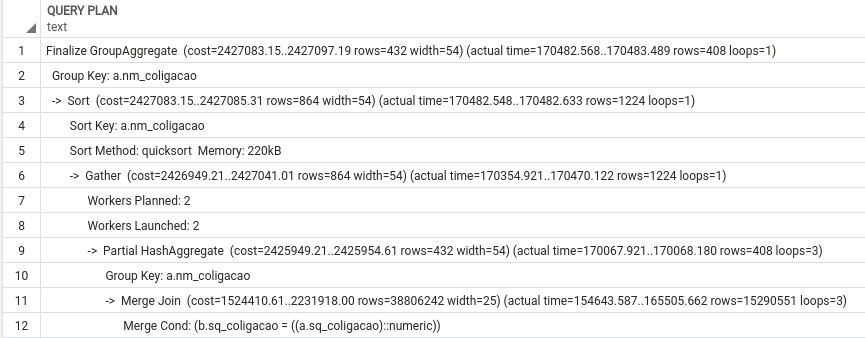 QUERY PLAN
text
1 Finalize GroupAggregate (cost=2427083.15..2427097.19 rows=432 width=54) (actual time=170482.568..170483.489 rows=408 loops=1)
2 Group Key: a.nm_coligacao
3 -> Sort (cost=2427083.15..2427085.31 rows=864 width=54) (actual time=170482.548..170482.633 rows=1224 loops=1)
4 Sort Key: a.nm_coligacao
5 Sort Method: quicksort Memory: 220kB
6 -> Gather (cost=2426949.21..2427041.01 rows=864 width=54) (actual time=170354.921..170470.122 rows=1224 loops=1)
7 Workers Planned: 2
8 Workers Launched: 2
9 -> Partial HashAggregate (cost=2425949.21..2425954.61 rows=432 width=54) (actual time=170067.921..170068.180 rows=408 loops=3)
10 Group Key: a.nm_coligacao
11 -> Merge Join (cost=1524410.61..2231918.00 rows=38806242 width=25) (actual time=154643.587..165505.662 rows=15290551 loops=3)
12 Merge Cond: (b.sq_coligacao = ((a.sq_coligacao)::numeric))